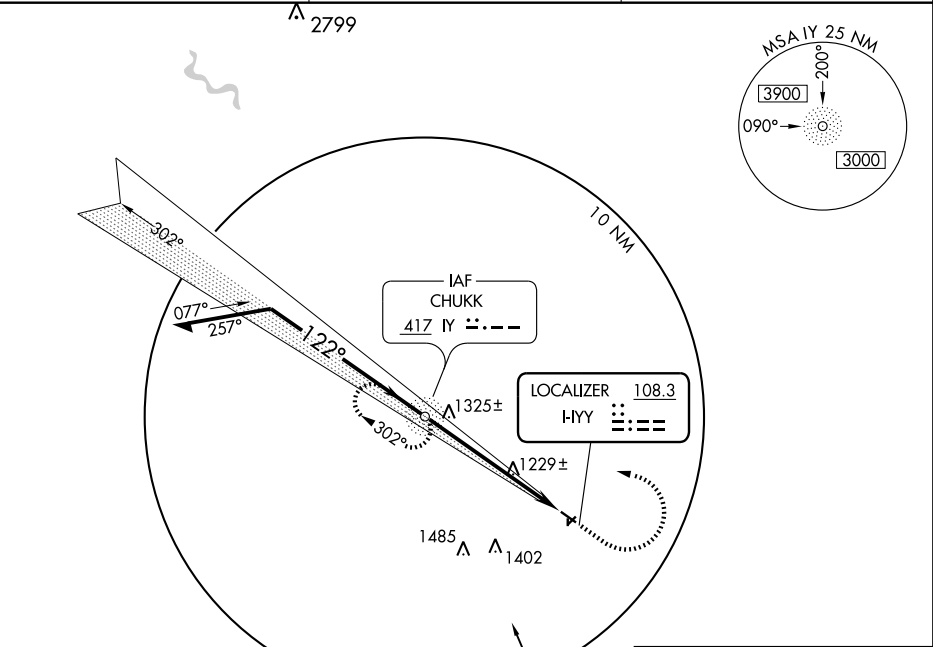 2799
MSA IY 25 NM
200°
3900
090°
3000
10 NM
302°
IAF
CHUKK
417 IY
077°
257°
122°
LOCALIZER 108.3
I-IYY
1325±
302°
1229±
1485
1402